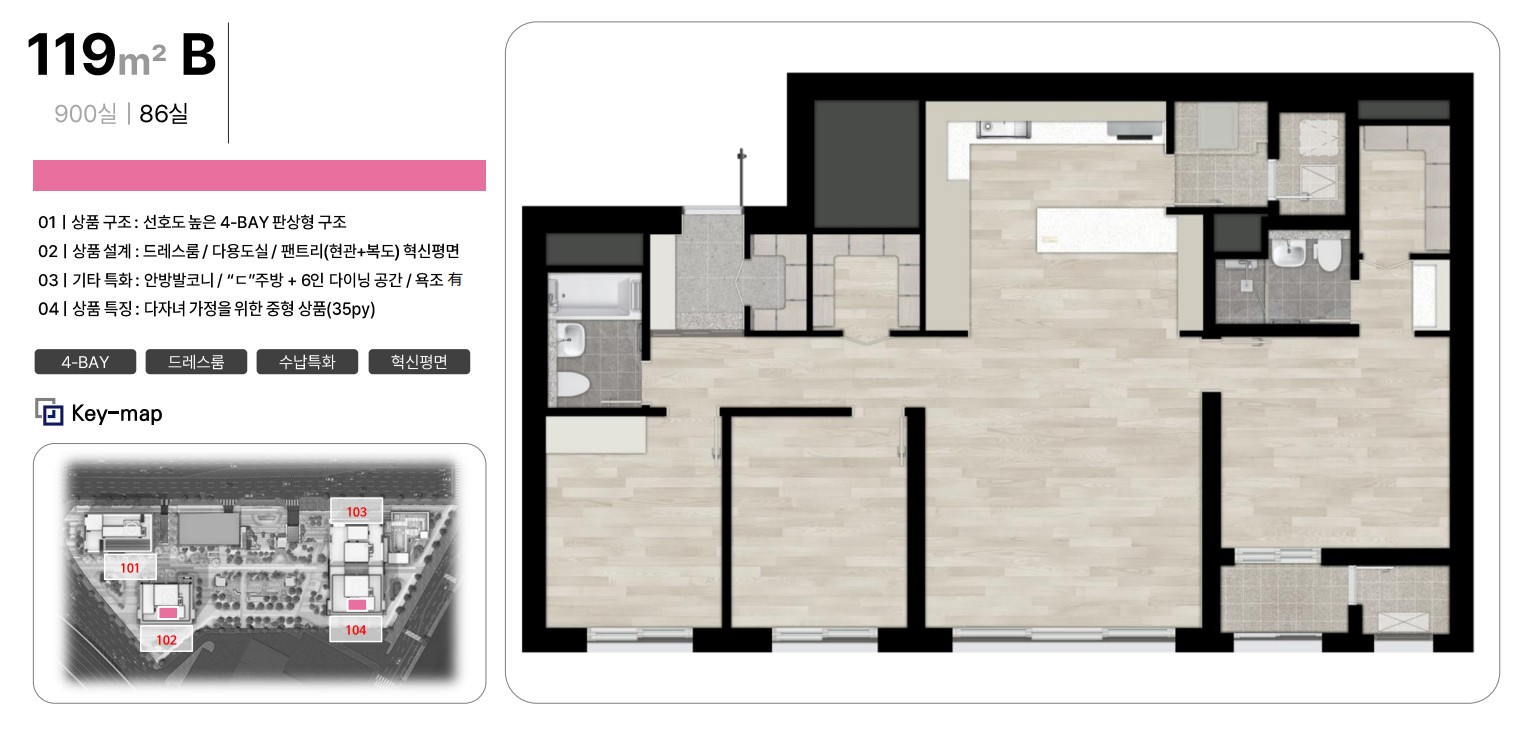 119m² B
900실 | 86실
01 | 상품 구조 : 선호도 높은 4-BAY 판상형 구조
02 | 상품 설계 : 드레스룸 / 다용도실 / 팬트리(현관+복도) 혁신평면
03 | 기타 특화 : 안방발코니 / “ㄷ”주방 + 6인 다이닝 공간 / 욕조 有
04 | 상품 특징 : 다자녀 가정을 위한 중형 상품(35py)
4-BAY 드레스룸 수납특화 혁신평면
Key-map
103
101
102
104